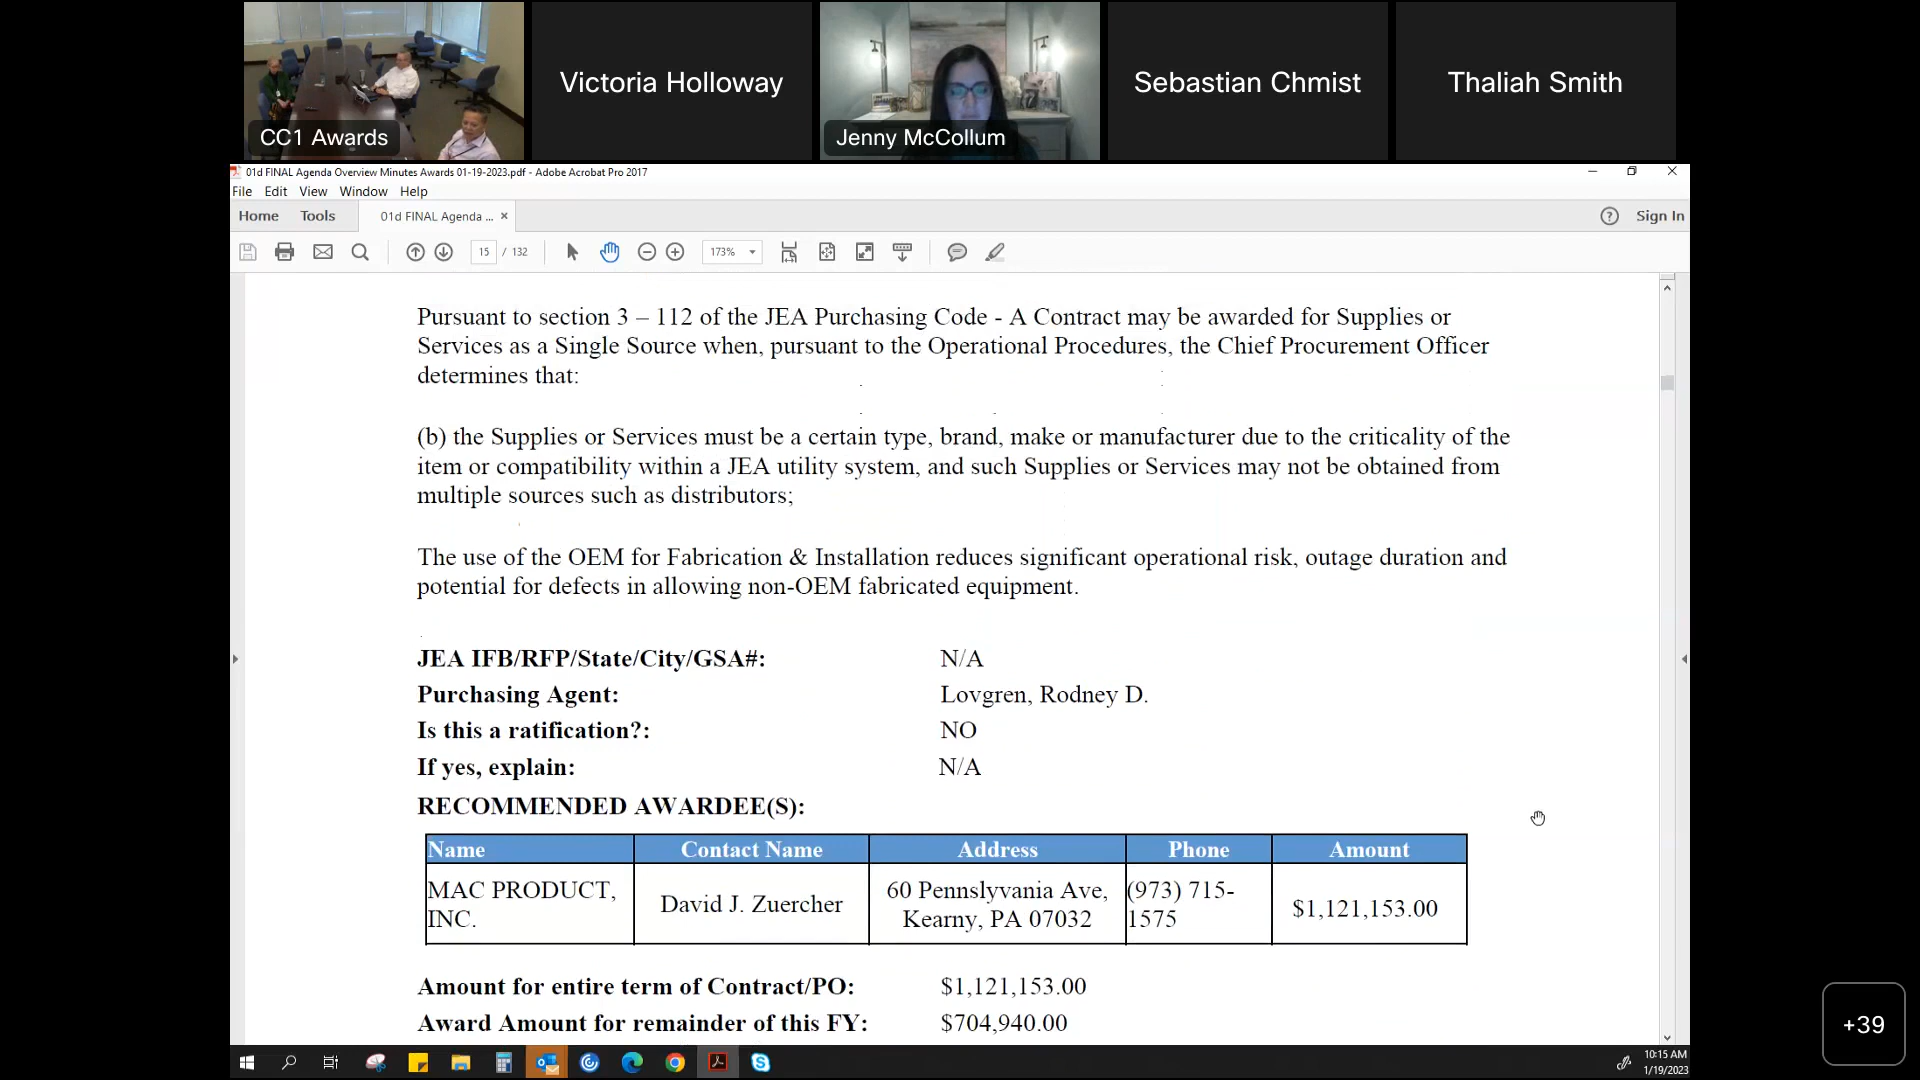 CC1 Awards
Victoria Holloway
Jenny McCollum
Sebastian Chmist
Thaliah Smith
01d FINAL Agenda Overview Minutes Awards 01-19-2023.pdf - Adobe Acrobat Pro 2017
File Edit View Window Help
Home Tools 01d FINAL Agenda ... × Sign In
15 / 132 173%
Pursuant to section 3 – 112 of the JEA Purchasing Code - A Contract may be awarded for Supplies or
Services as a Single Source when, pursuant to the Operational Procedures, the Chief Procurement Officer
determines that:
(b) the Supplies or Services must be a certain type, brand, make or manufacturer due to the criticality of the
item or compatibility within a JEA utility system, and such Supplies or Services may not be obtained from
multiple sources such as distributors;
The use of the OEM for Fabrication & Installation reduces significant operational risk, outage duration and
potential for defects in allowing non-OEM fabricated equipment.
JEA IFB/RFP/State/City/GSA#: N/A
Purchasing Agent: Lovgren, Rodney D.
Is this a ratification?: NO
If yes, explain: N/A
RECOMMENDED AWARDEE(S):
Name Contact Name Address Phone Amount
MAC PRODUCT, INC. David J. Zuercher 60 Pennslyvania Ave, Kearny, PA 07032 (973) 715-1575 $1,121,153.00
Amount for entire term of Contract/PO: $1,121,153.00
Award Amount for remainder of this FY: $704,940.00
+39
10:15 AM
1/19/2023